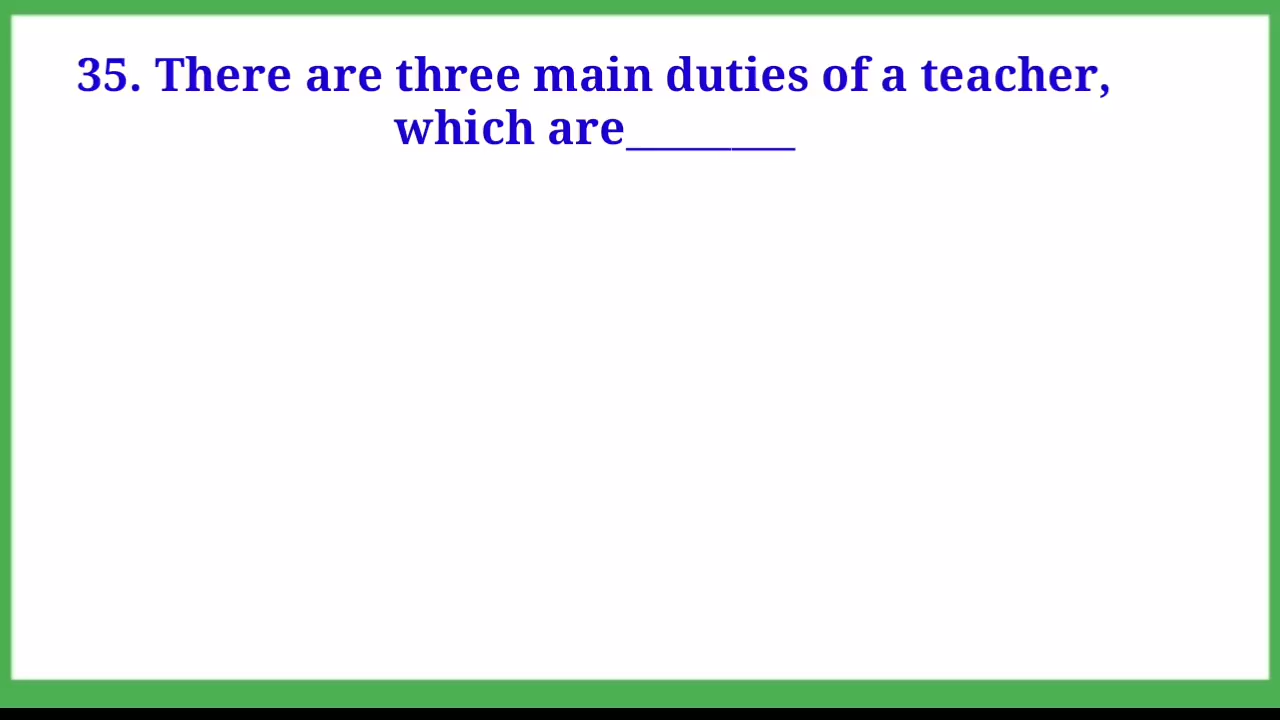 35. There are three main duties of a teacher,
which are________